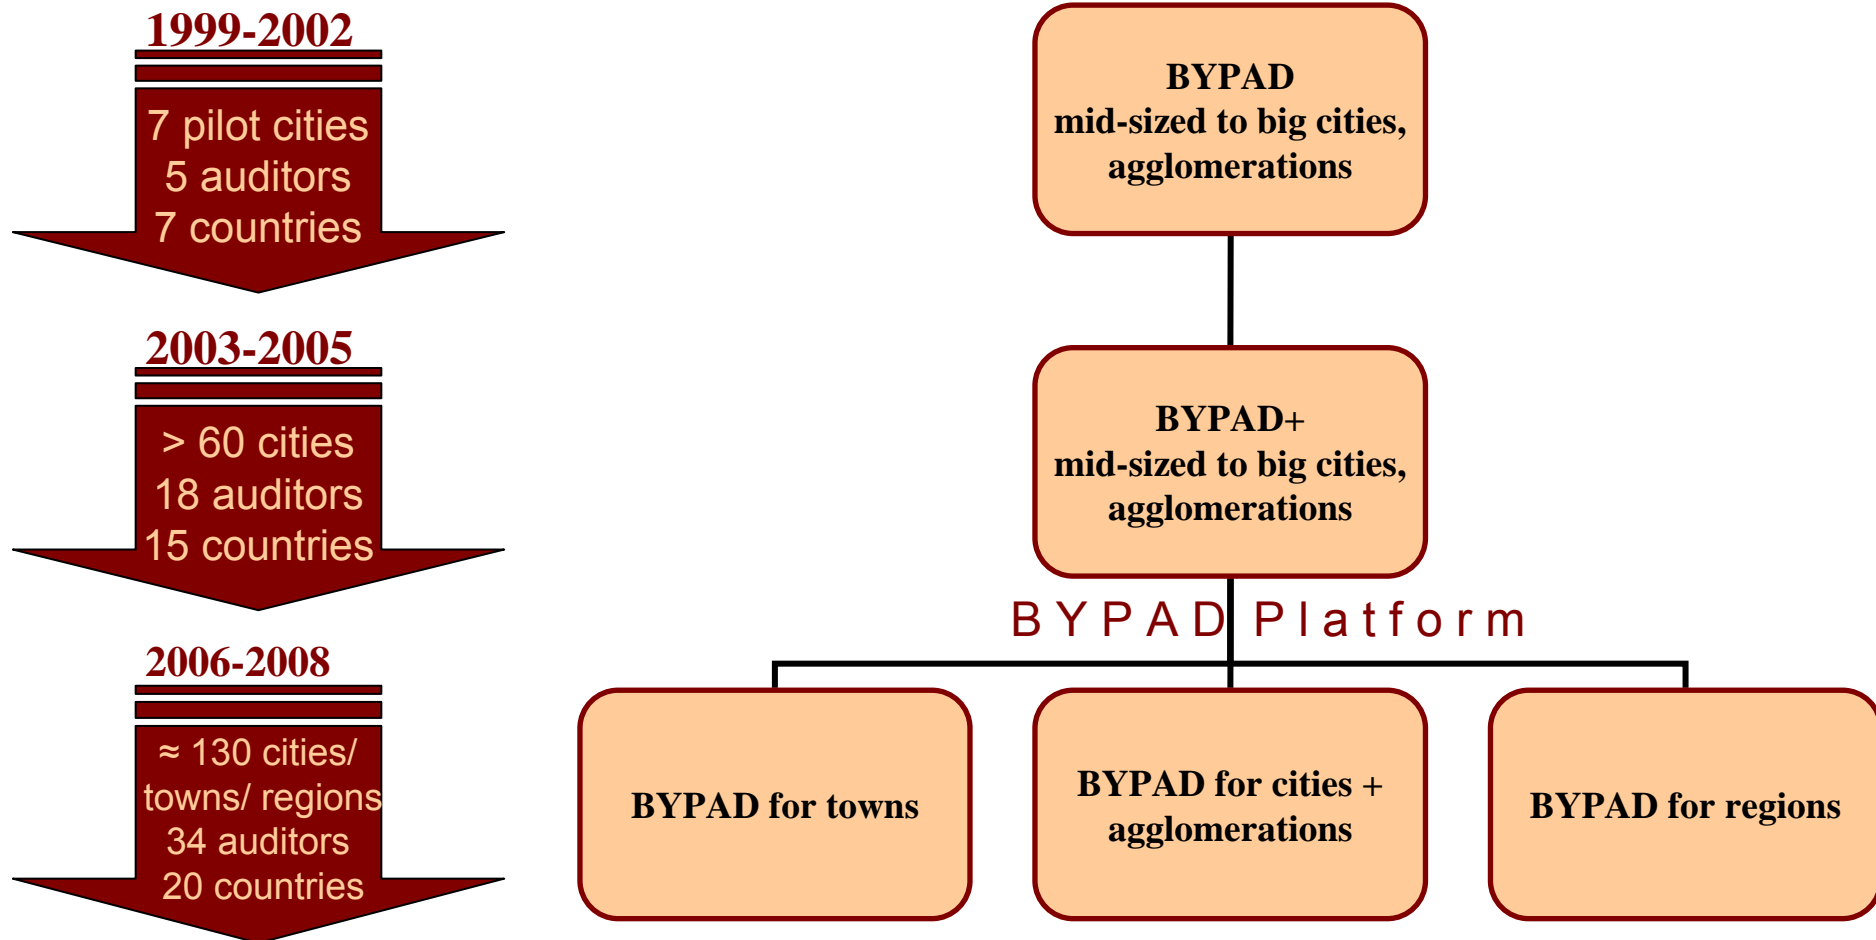 1999-2002
7 pilot cities
5 auditors
7 countries
BYPAD
mid-sized to big cities,
agglomerations
2003-2005
> 60 cities
18 auditors
15 countries
BYPAD+
mid-sized to big cities,
agglomerations
BYPAD Platform
2006-2008
≈ 130 cities/
towns/ regions
34 auditors
20 countries
BYPAD for towns
BYPAD for cities +
agglomerations
BYPAD for regions